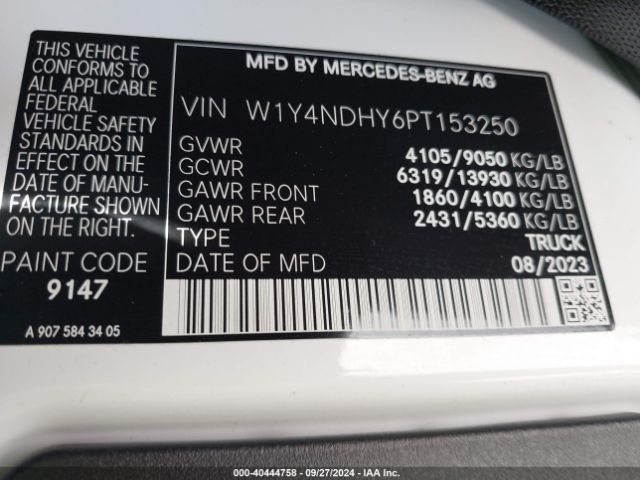 THIS VEHICLE
CONFORMS TO
ALL APPLICABLE
FEDERAL
VEHICLE SAFETY
STANDARDS IN
EFFECT ON THE
DATE OF MANU-
FACTURE SHOWN
ON THE RIGHT.
PAINT CODE
9147
A 907 584 34 05
MFD BY MERCEDES-BENZ AG
VIN W1Y4NDHY6PT153250
GVWR 4105/9050 KG/LB
GCWR 6319/13930 KG/LB
GAWR FRONT 1860/4100 KG/LB
GAWR REAR 2431/5360 KG/LB
TYPE TRUCK
DATE OF MFD 08/2023
000-40444758 - 09/27/2024 - IAA Inc.